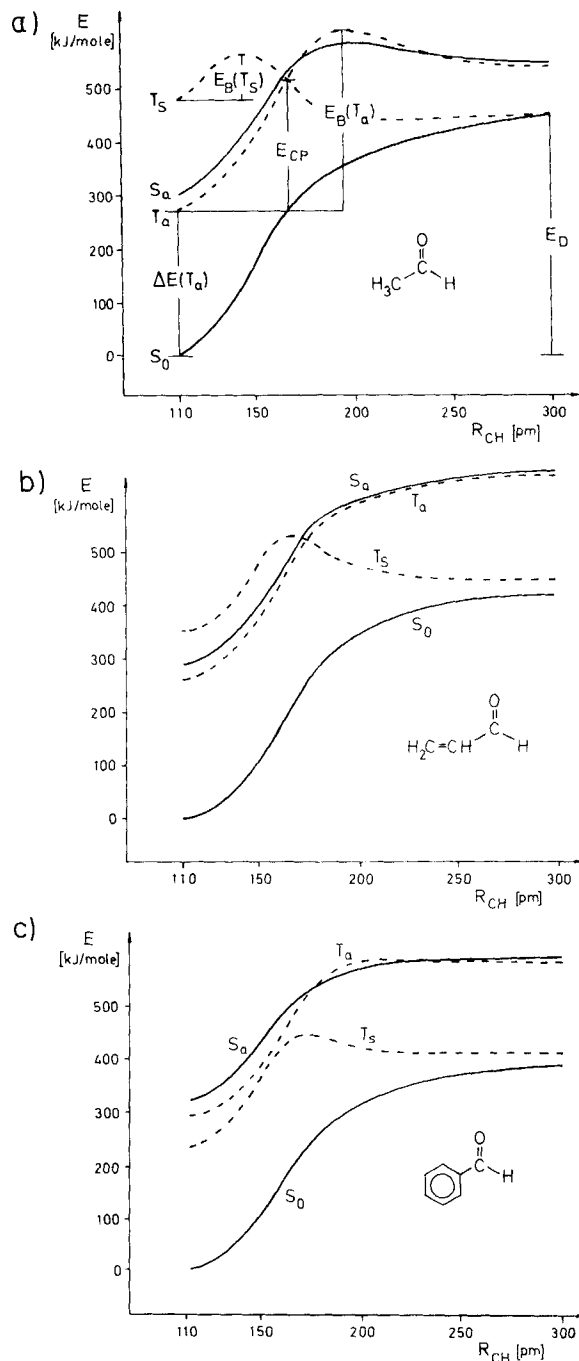 a)
E
[kJ/mole]
500
400
300
200
100
0
T_S
S_a
T_a
S_0
E_B(T_S)
E_B(T_a)
E_CP
ΔE(T_a)
E_D
O
H_3C C H
110 150 200 250 300
R_CH [pm]
b)
E
[kJ/mole]
500
400
300
200
100
0
S_a
T_a
T_S
S_0
O
H_2C=CH C H
110 150 200 250 300
R_CH [pm]
c)
E
[kJ/mole]
500
400
300
200
100
0
T_a
S_a
T_s
S_0
O
C H
110 150 200 250 300
R_CH [pm]